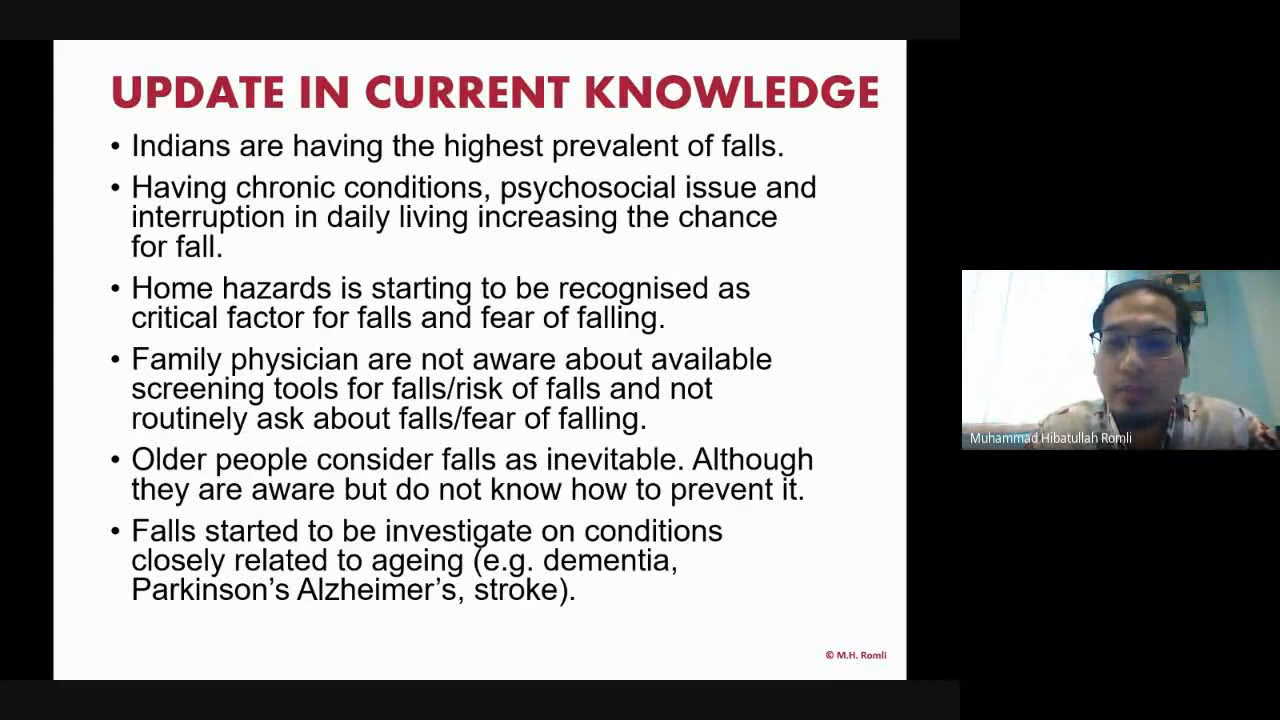 UPDATE IN CURRENT KNOWLEDGE
• Indians are having the highest prevalent of falls.
• Having chronic conditions, psychosocial issue and
interruption in daily living increasing the chance
for fall.
• Home hazards is starting to be recognised as
critical factor for falls and fear of falling.
• Family physician are not aware about available
screening tools for falls/risk of falls and not
routinely ask about falls/fear of falling.
• Older people consider falls as inevitable. Although
they are aware but do not know how to prevent it.
• Falls started to be investigate on conditions
closely related to ageing (e.g. dementia,
Parkinson's Alzheimer's, stroke).
© M.H. Romli
Muhammad Hibatullah Romli